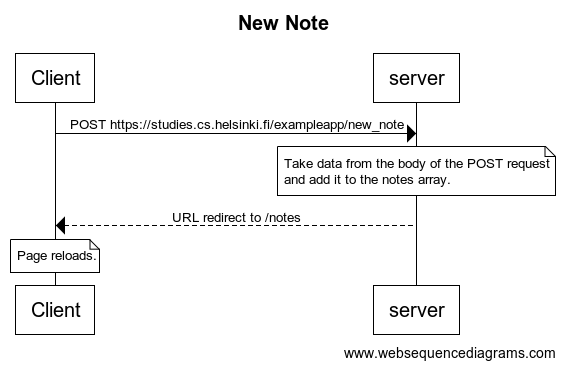 New Note
Client
server
POST https://studies.cs.helsinki.fi/exampleapp/new_note
Take data from the body of the POST request
and add it to the notes array.
URL redirect to /notes
Page reloads.
Client
server
www.websequencediagrams.com